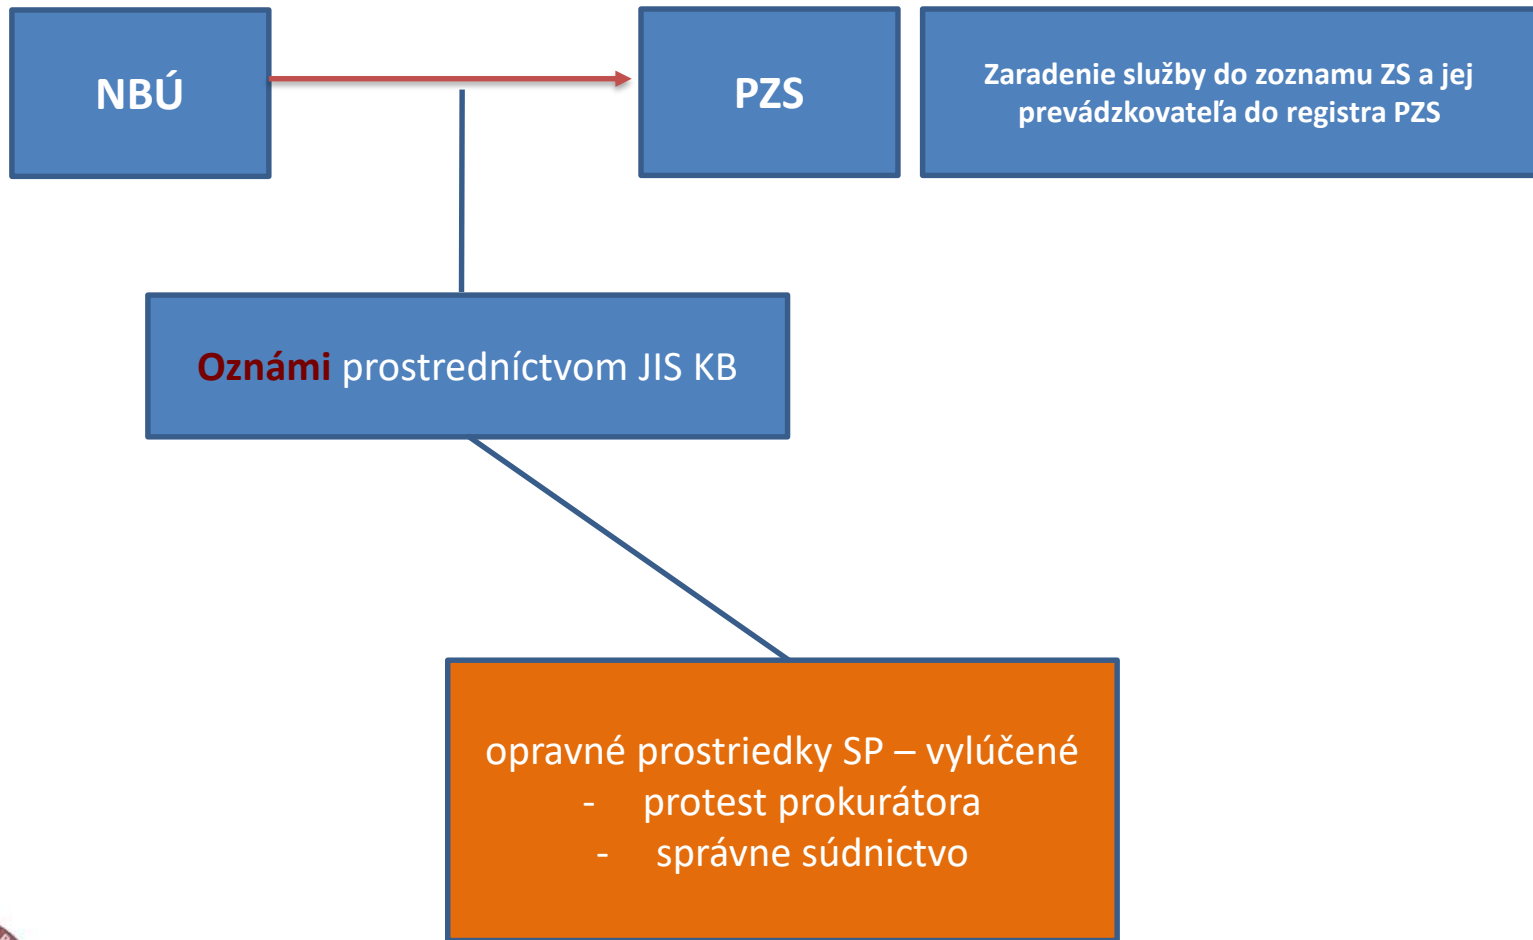 NBÚ
PZS
Zaradenie služby do zoznamu ZS a jej
prevádzkovateľa do registra PZS
Oznámi prostredníctvom JIS KB
opravné prostriedky SP – vylúčené
- protest prokurátora
- správne súdnictvo